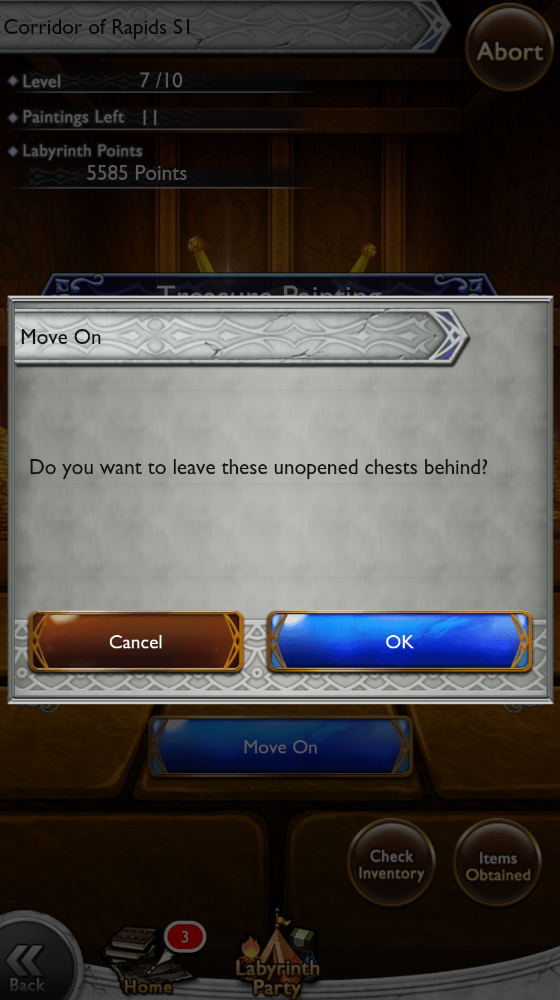 Corridor of Rapids S1
Abort
Level 7 /10
Paintings Left 11
Labyrinth Points
5585 Points
Treasure Painting
Move On
Do you want to leave these unopened chests behind?
Cancel
OK
Move On
Check
Inventory
Items
Obtained
3
Back
Home
Labyrinth
Party